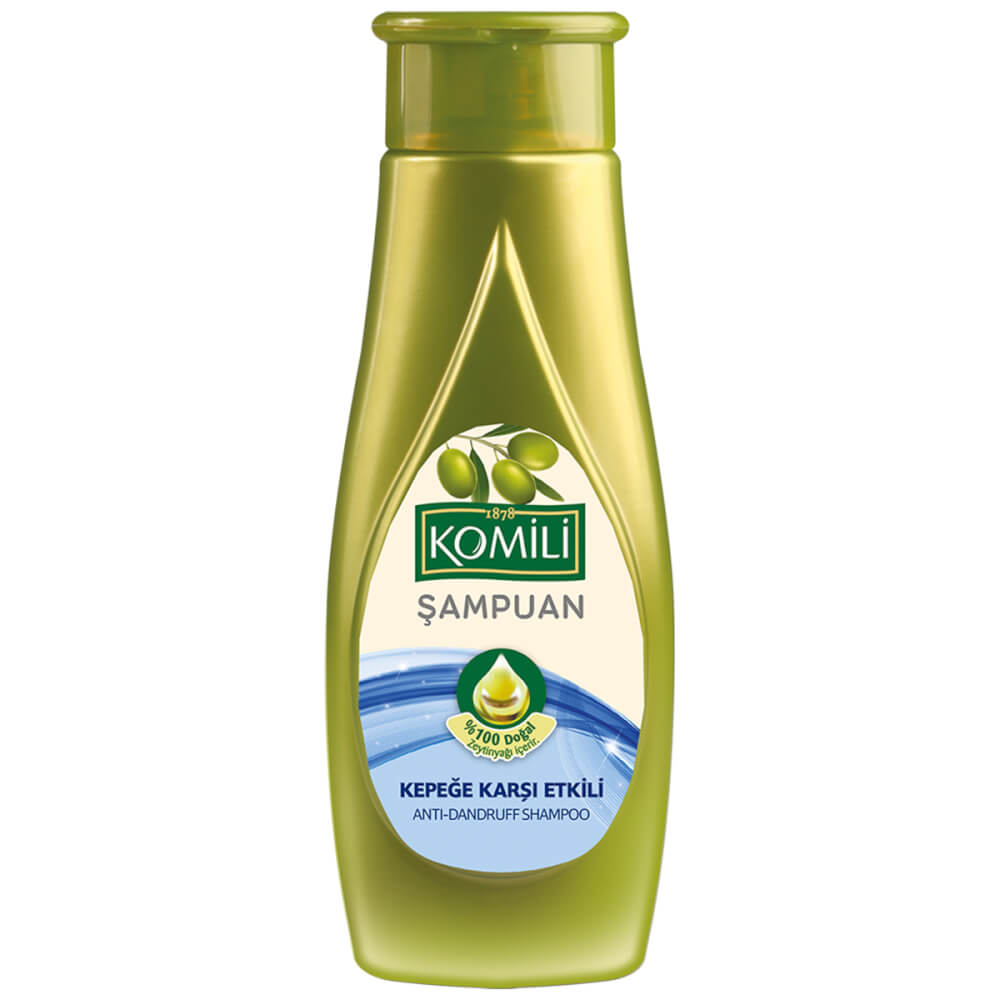 1878
KOMİLİ
ŞAMPUAN
%100 Doğal
Zeytinyağı içerir.
KEPEĞE KARŞI ETKİLİ
ANTI-DANDRUFF SHAMPOO